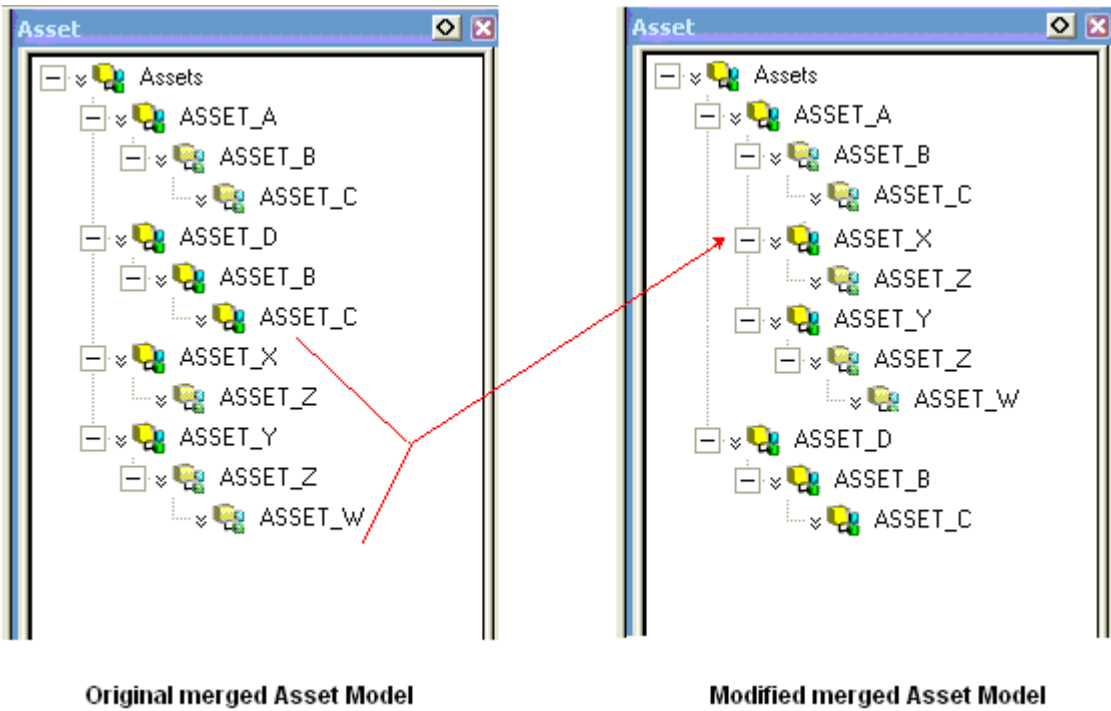 Asset
Assets
ASSET_A
ASSET_B
ASSET_C
ASSET_D
ASSET_B
ASSET_C
ASSET_X
ASSET_Z
ASSET_Y
ASSET_Z
ASSET_W
Original merged Asset Model
Asset
Assets
ASSET_A
ASSET_B
ASSET_C
ASSET_X
ASSET_Z
ASSET_Y
ASSET_Z
ASSET_W
ASSET_D
ASSET_B
ASSET_C
Modified merged Asset Model